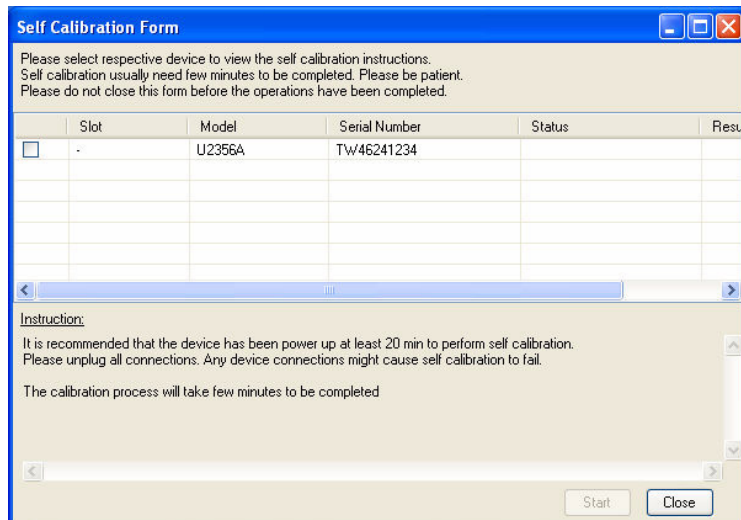 Self Calibration Form
Please select respective device to view the self calibration instructions.
Self calibration usually need few minutes to be completed. Please be patient.
Please do not close this form before the operations have been completed.
Slot Model Serial Number Status Resu
- U2356A TW46241234
Instruction:
It is recommended that the device has been power up at least 20 min to perform self calibration.
Please unplug all connections. Any device connections might cause self calibration to fail.
The calibration process will take few minutes to be completed
Start Close